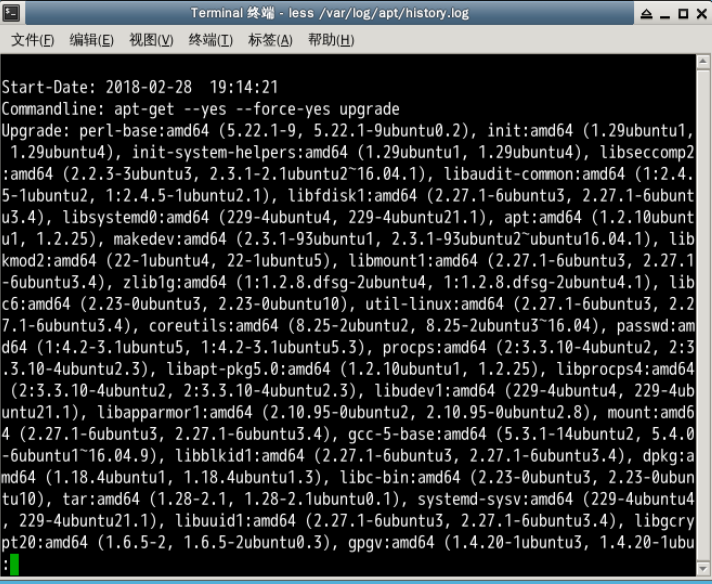 Terminal 终端 - less /var/log/apt/history.log
文件(F) 编辑(E) 视图(V) 终端(T) 标签(A) 帮助(H)
Start-Date: 2018-02-28  19:14:21
Commandline: apt-get --yes --force-yes upgrade
Upgrade: perl-base:amd64 (5.22.1-9, 5.22.1-9ubuntu0.2), init:amd64 (1.29ubuntu1,
 1.29ubuntu4), init-system-helpers:amd64 (1.29ubuntu1, 1.29ubuntu4), libseccomp2
:amd64 (2.2.3-3ubuntu3, 2.3.1-2.1ubuntu2~16.04.1), libaudit-common:amd64 (1:2.4.
5-1ubuntu2, 1:2.4.5-1ubuntu2.1), libfdisk1:amd64 (2.27.1-6ubuntu3, 2.27.1-6ubunt
u3.4), libsystemd0:amd64 (229-4ubuntu4, 229-4ubuntu21.1), apt:amd64 (1.2.10ubunt
u1, 1.2.25), makedev:amd64 (2.3.1-93ubuntu1, 2.3.1-93ubuntu2~ubuntu16.04.1), lib
kmod2:amd64 (22-1ubuntu4, 22-1ubuntu5), libmount1:amd64 (2.27.1-6ubuntu3, 2.27.1
-6ubuntu3.4), zlib1g:amd64 (1:1.2.8.dfsg-2ubuntu4, 1:1.2.8.dfsg-2ubuntu4.1), lib
c6:amd64 (2.23-0ubuntu3, 2.23-0ubuntu10), util-linux:amd64 (2.27.1-6ubuntu3, 2.2
7.1-6ubuntu3.4), coreutils:amd64 (8.25-2ubuntu2, 8.25-2ubuntu3~16.04), passwd:am
d64 (1:4.2-3.1ubuntu5, 1:4.2-3.1ubuntu5.3), procps:amd64 (2:3.3.10-4ubuntu2, 2:3
.3.10-4ubuntu2.3), libapt-pkg5.0:amd64 (1.2.10ubuntu1, 1.2.25), libprocps4:amd64
 (2:3.3.10-4ubuntu2, 2:3.3.10-4ubuntu2.3), libudev1:amd64 (229-4ubuntu4, 229-4ub
untu21.1), libapparmor1:amd64 (2.10.95-0ubuntu2, 2.10.95-0ubuntu2.8), mount:amd6
4 (2.27.1-6ubuntu3, 2.27.1-6ubuntu3.4), gcc-5-base:amd64 (5.3.1-14ubuntu2, 5.4.0
-6ubuntu1~16.04.9), libblkid1:amd64 (2.27.1-6ubuntu3, 2.27.1-6ubuntu3.4), dpkg:a
md64 (1.18.4ubuntu1, 1.18.4ubuntu1.3), libc-bin:amd64 (2.23-0ubuntu3, 2.23-0ubun
tu10), tar:amd64 (1.28-2.1, 1.28-2.1ubuntu0.1), systemd-sysv:amd64 (229-4ubuntu4
, 229-4ubuntu21.1), libuuid1:amd64 (2.27.1-6ubuntu3, 2.27.1-6ubuntu3.4), libgcry
pt20:amd64 (1.6.5-2, 1.6.5-2ubuntu0.3), gpgv:amd64 (1.4.20-1ubuntu3, 1.4.20-1ubu
: